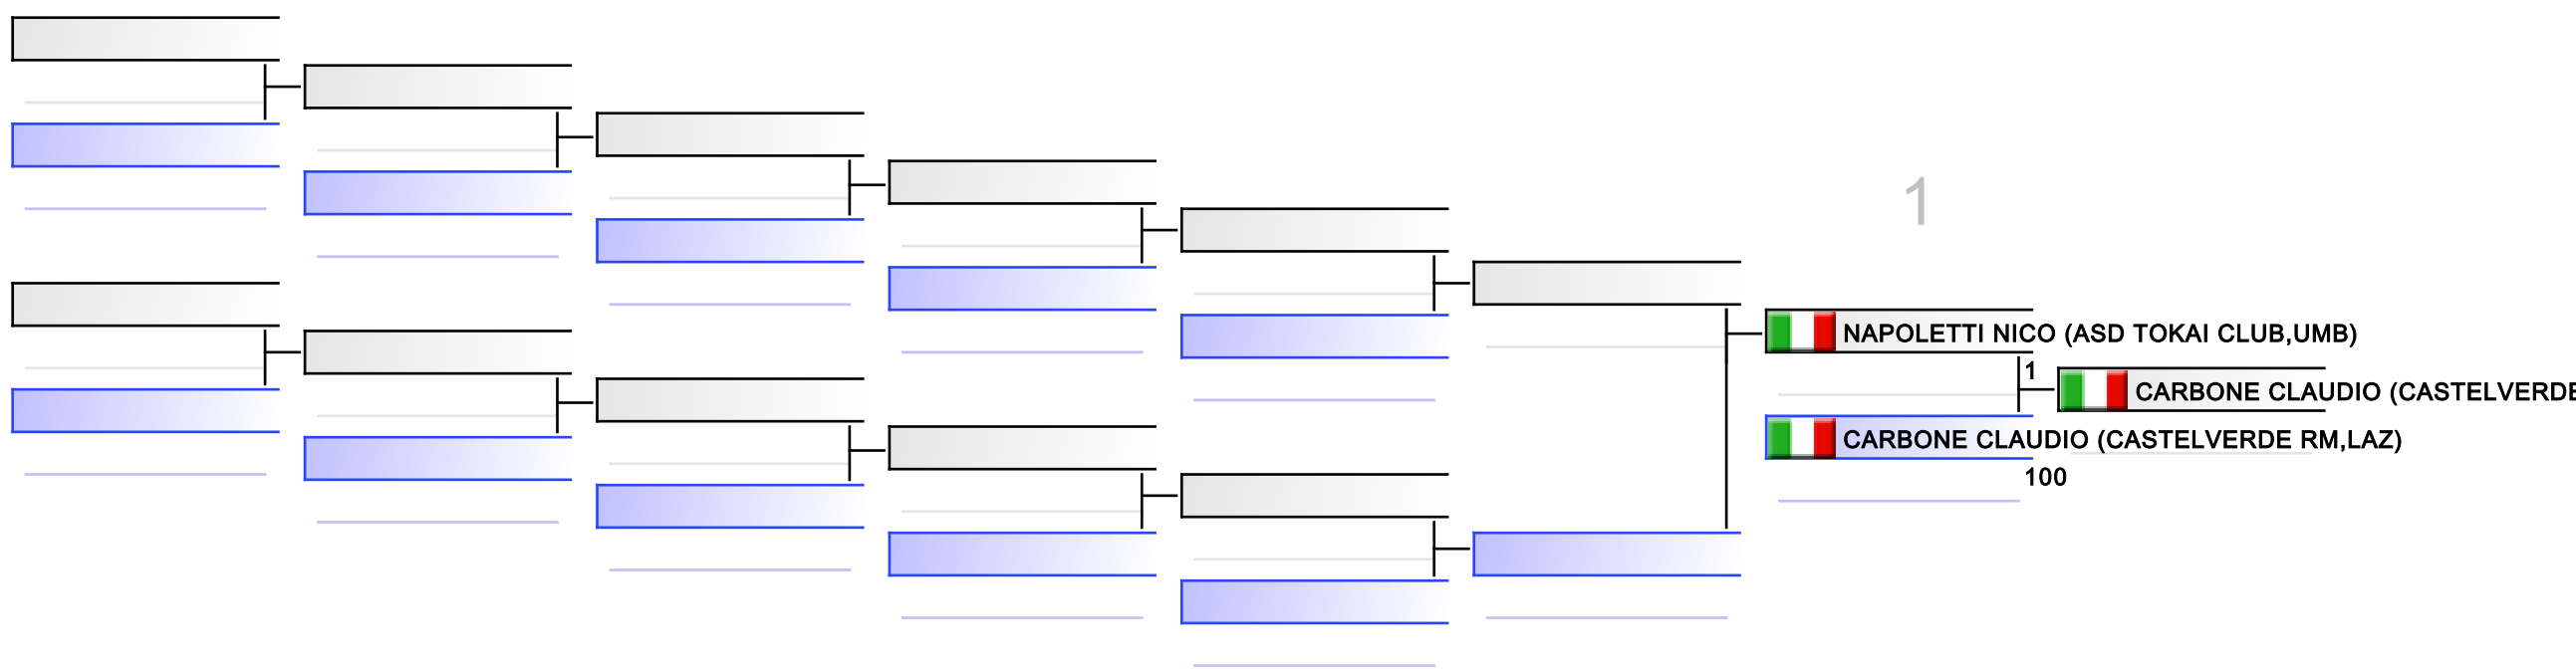 1
NAPOLETTI NICO (ASD TOKAI CLUB,UMB)
1
CARBONE CLAUDIO (CASTELVERDE
CARBONE CLAUDIO (CASTELVERDE RM,LAZ)
100